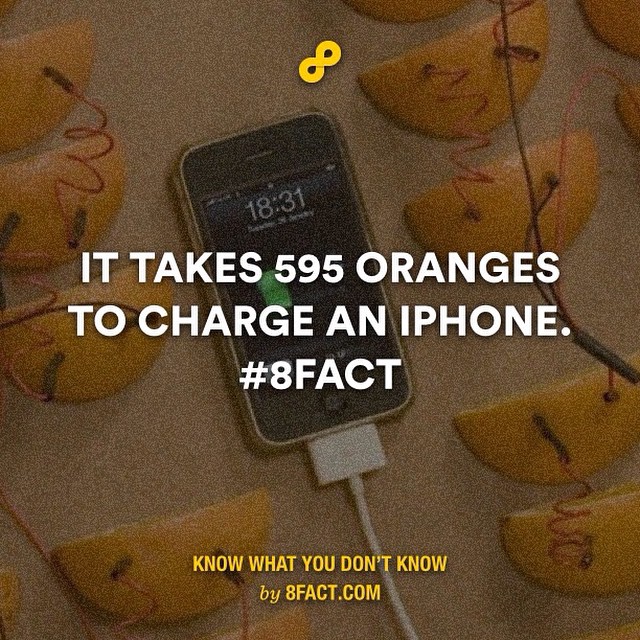 18:31
IT TAKES 595 ORANGES
TO CHARGE AN IPHONE.
#8FACT
KNOW WHAT YOU DON'T KNOW
by 8FACT.COM